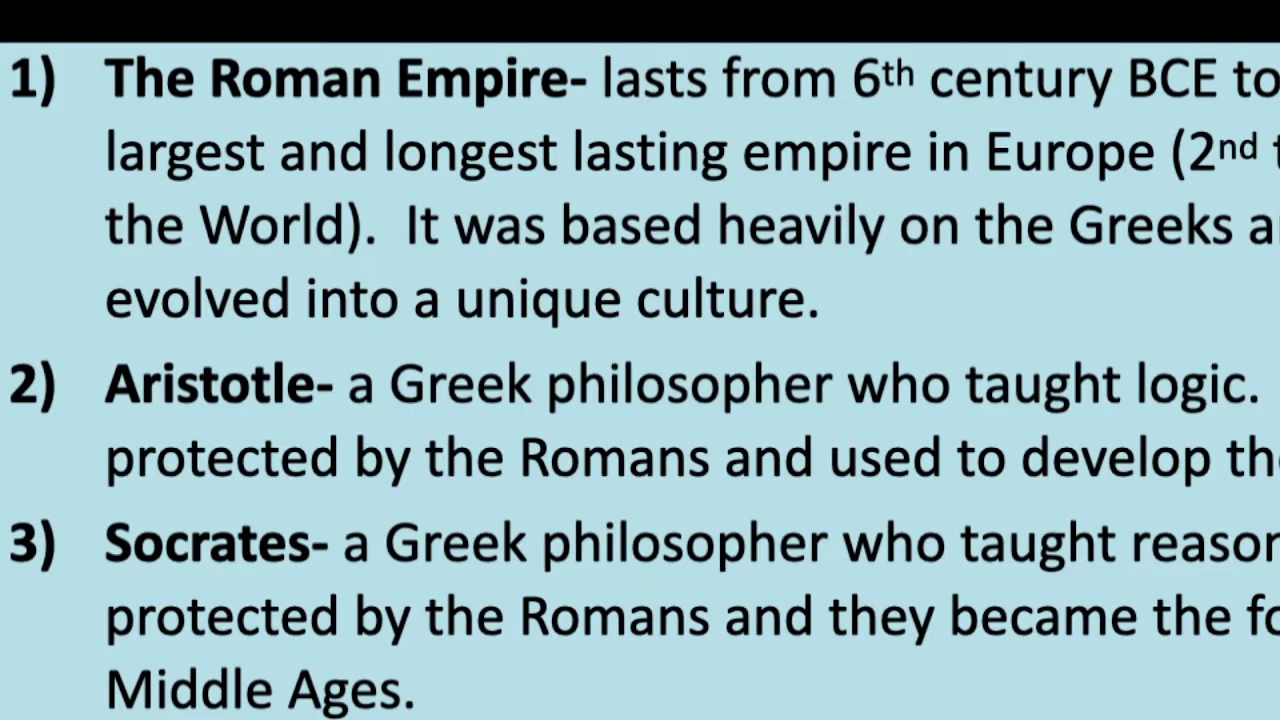 1) The Roman Empire- lasts from 6th century BCE to
largest and longest lasting empire in Europe (2nd
the World). It was based heavily on the Greeks
evolved into a unique culture.
2) Aristotle- a Greek philosopher who taught logic.
protected by the Romans and used to develop
3) Socrates- a Greek philosopher who taught
protected by the Romans and they became the
Middle Ages.